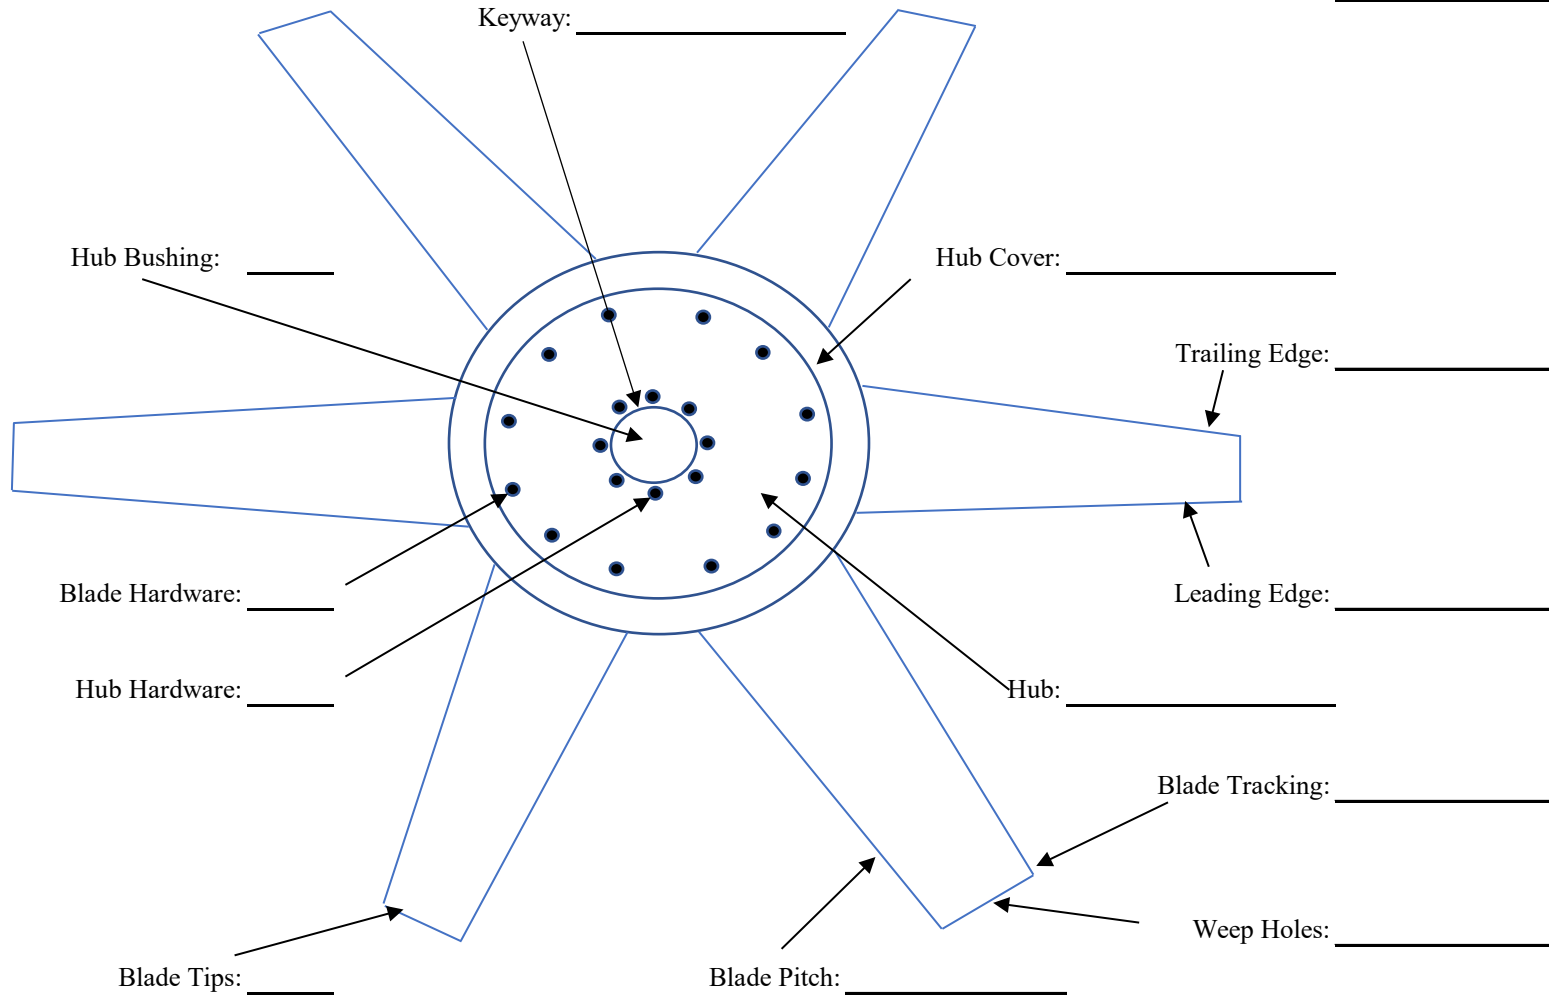 Keyway:
Hub Bushing:
Hub Cover:
Trailing Edge:
Blade Hardware:
Leading Edge:
Hub Hardware:
Hub:
Blade Tracking:
Weep Holes:
Blade Tips:
Blade Pitch: